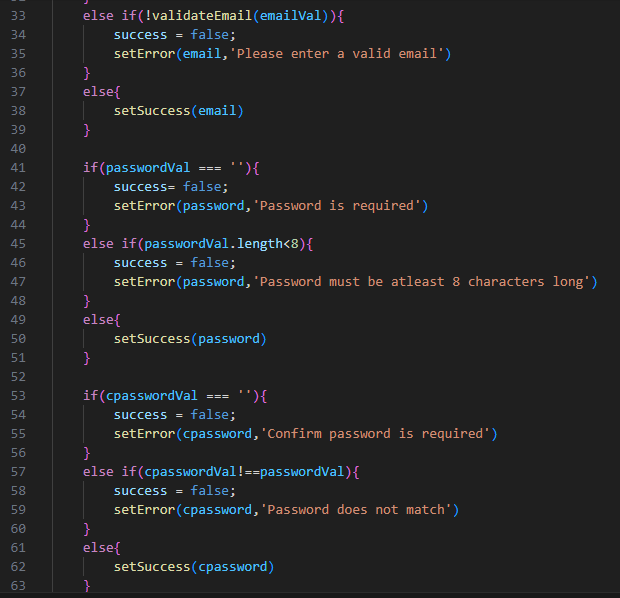 33 else if(!validateEmail(emailVal)){
34 success = false;
35 setError(email,'Please enter a valid email')
36 }
37 else{
38 setSuccess(email)
39 }
40
41 if(passwordVal === ''){
42 success= false;
43 setError(password,'Password is required')
44 }
45 else if(passwordVal.length<8){
46 success = false;
47 setError(password,'Password must be atleast 8 characters long')
48 }
49 else{
50 setSuccess(password)
51 }
52
53 if(cpasswordVal === ''){
54 success = false;
55 setError(cpassword,'Confirm password is required')
56 }
57 else if(cpasswordVal!==passwordVal){
58 success = false;
59 setError(cpassword,'Password does not match')
60 }
61 else{
62 setSuccess(cpassword)
63 }